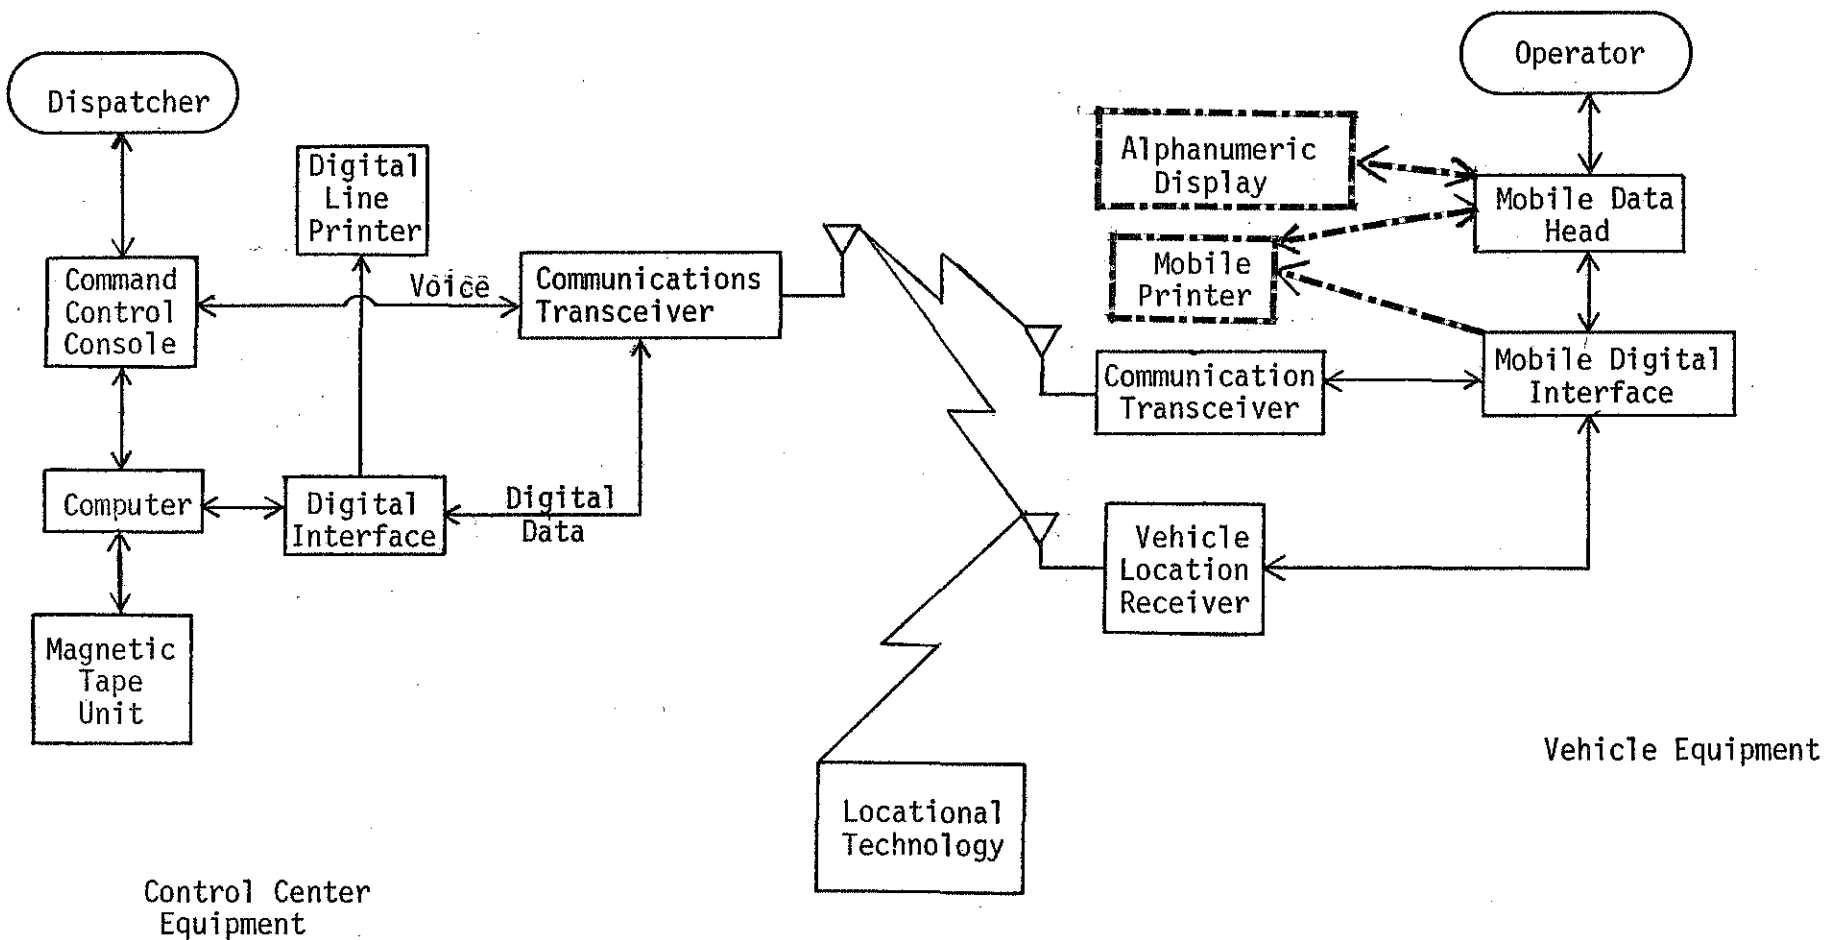 Dispatcher
Digital
Line
Printer
Command
Control
Console
Voice
Communications
Transceiver
Computer
Digital
Interface
Digital
Data
Magnetic
Tape
Unit
Control Center
Equipment
Operator
Alphanumeric
Display
Mobile Data
Head
Mobile
Printer
Mobile Digital
Interface
Communication
Transceiver
Vehicle
Location
Receiver
Locational
Technology
Vehicle Equipment